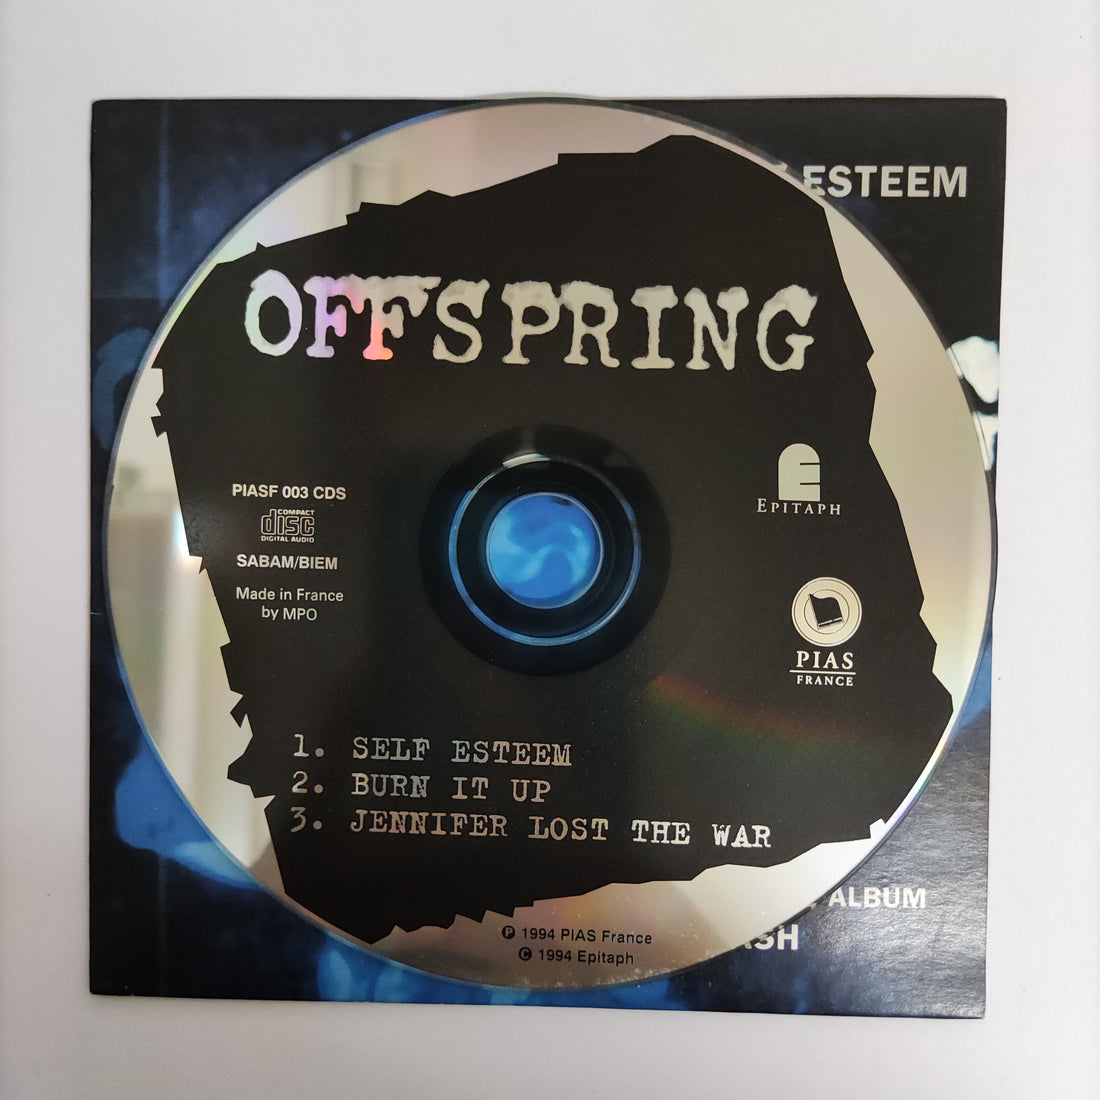 ESTEEM
OFFSPRING
PIASF 003 CDS
COMPACT
disc
DIGITAL AUDIO
SABAM/BIEM
Made in France
by MPO
E
EPITAPH
PIAS
FRANCE
1. SELF ESTEEM
2. BURN IT UP
3. JENNIFER LOST THE WAR
ALBUM
Ⓟ 1994 PIAS France
© 1994 Epitaph